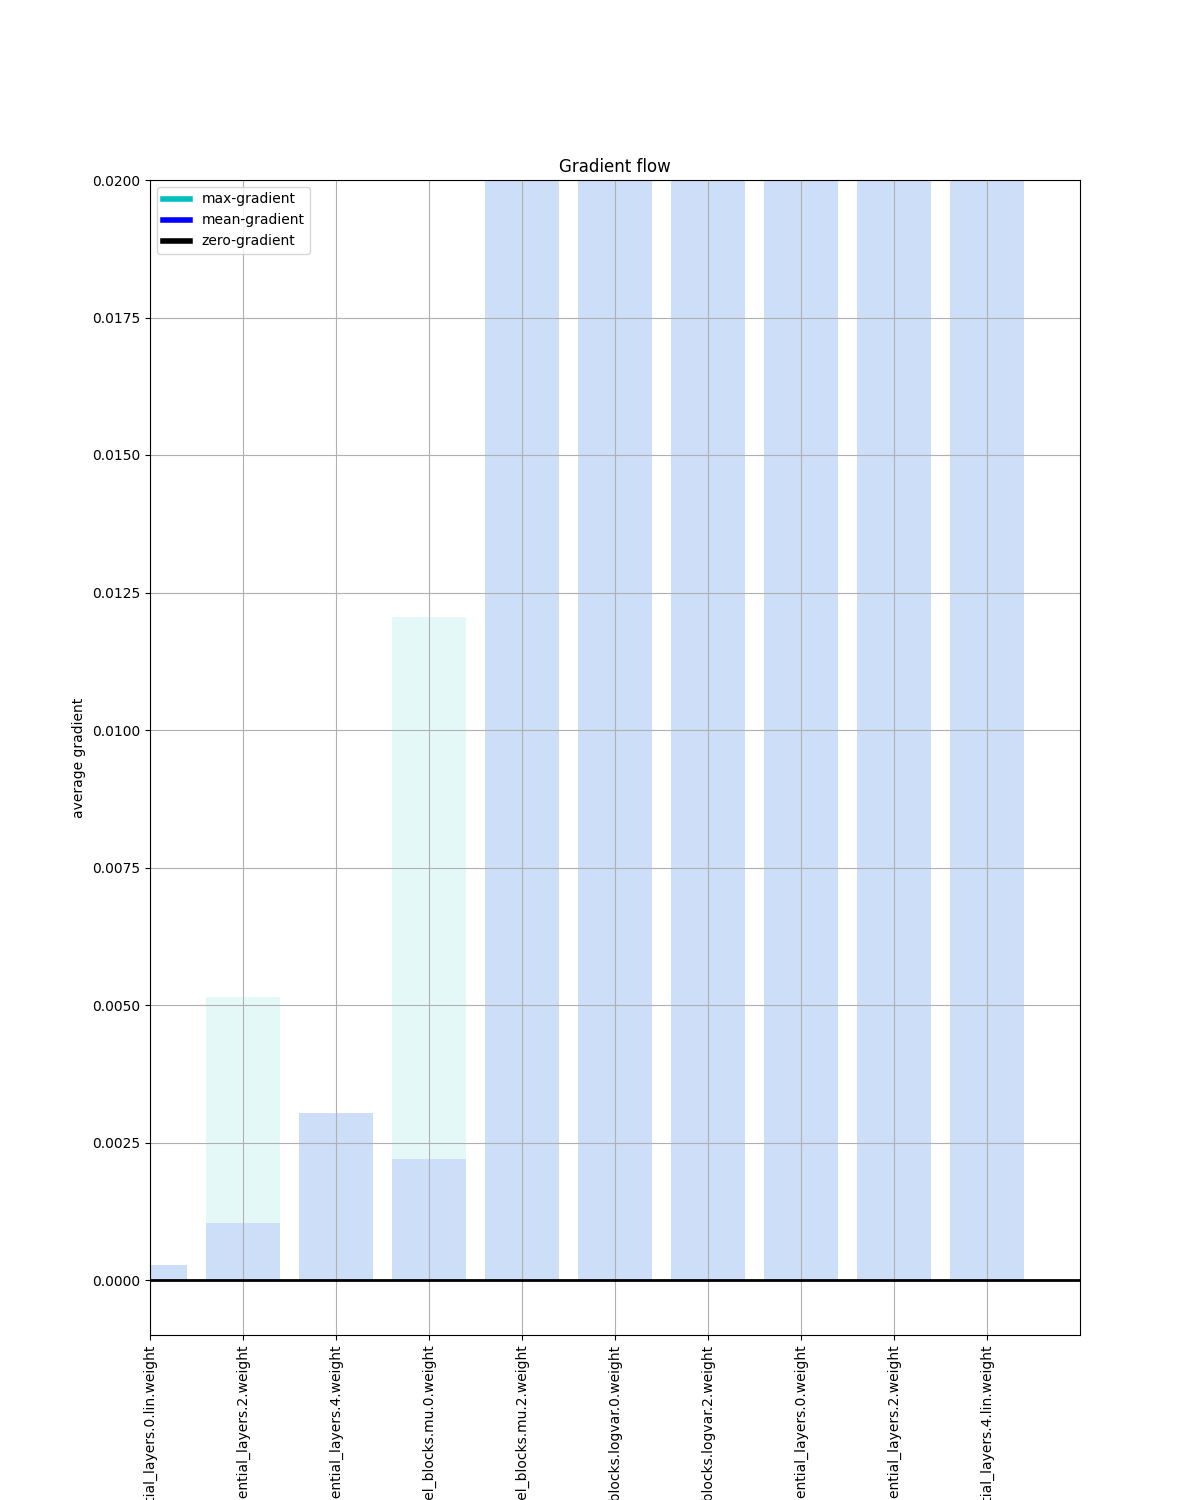 Gradient flow
max-gradient
mean-gradient
zero-gradient
0.0200
0.0175
0.0150
0.0125
0.0100
0.0075
0.0050
0.0025
0.0000
average gradient
tial_layers.0.lin.weight
ential_layers.2.weight
ential_layers.4.weight
el_blocks.mu.0.weight
el_blocks.mu.2.weight
blocks.logvar.0.weight
blocks.logvar.2.weight
ential_layers.0.weight
ential_layers.2.weight
tial_layers.4.lin.weight